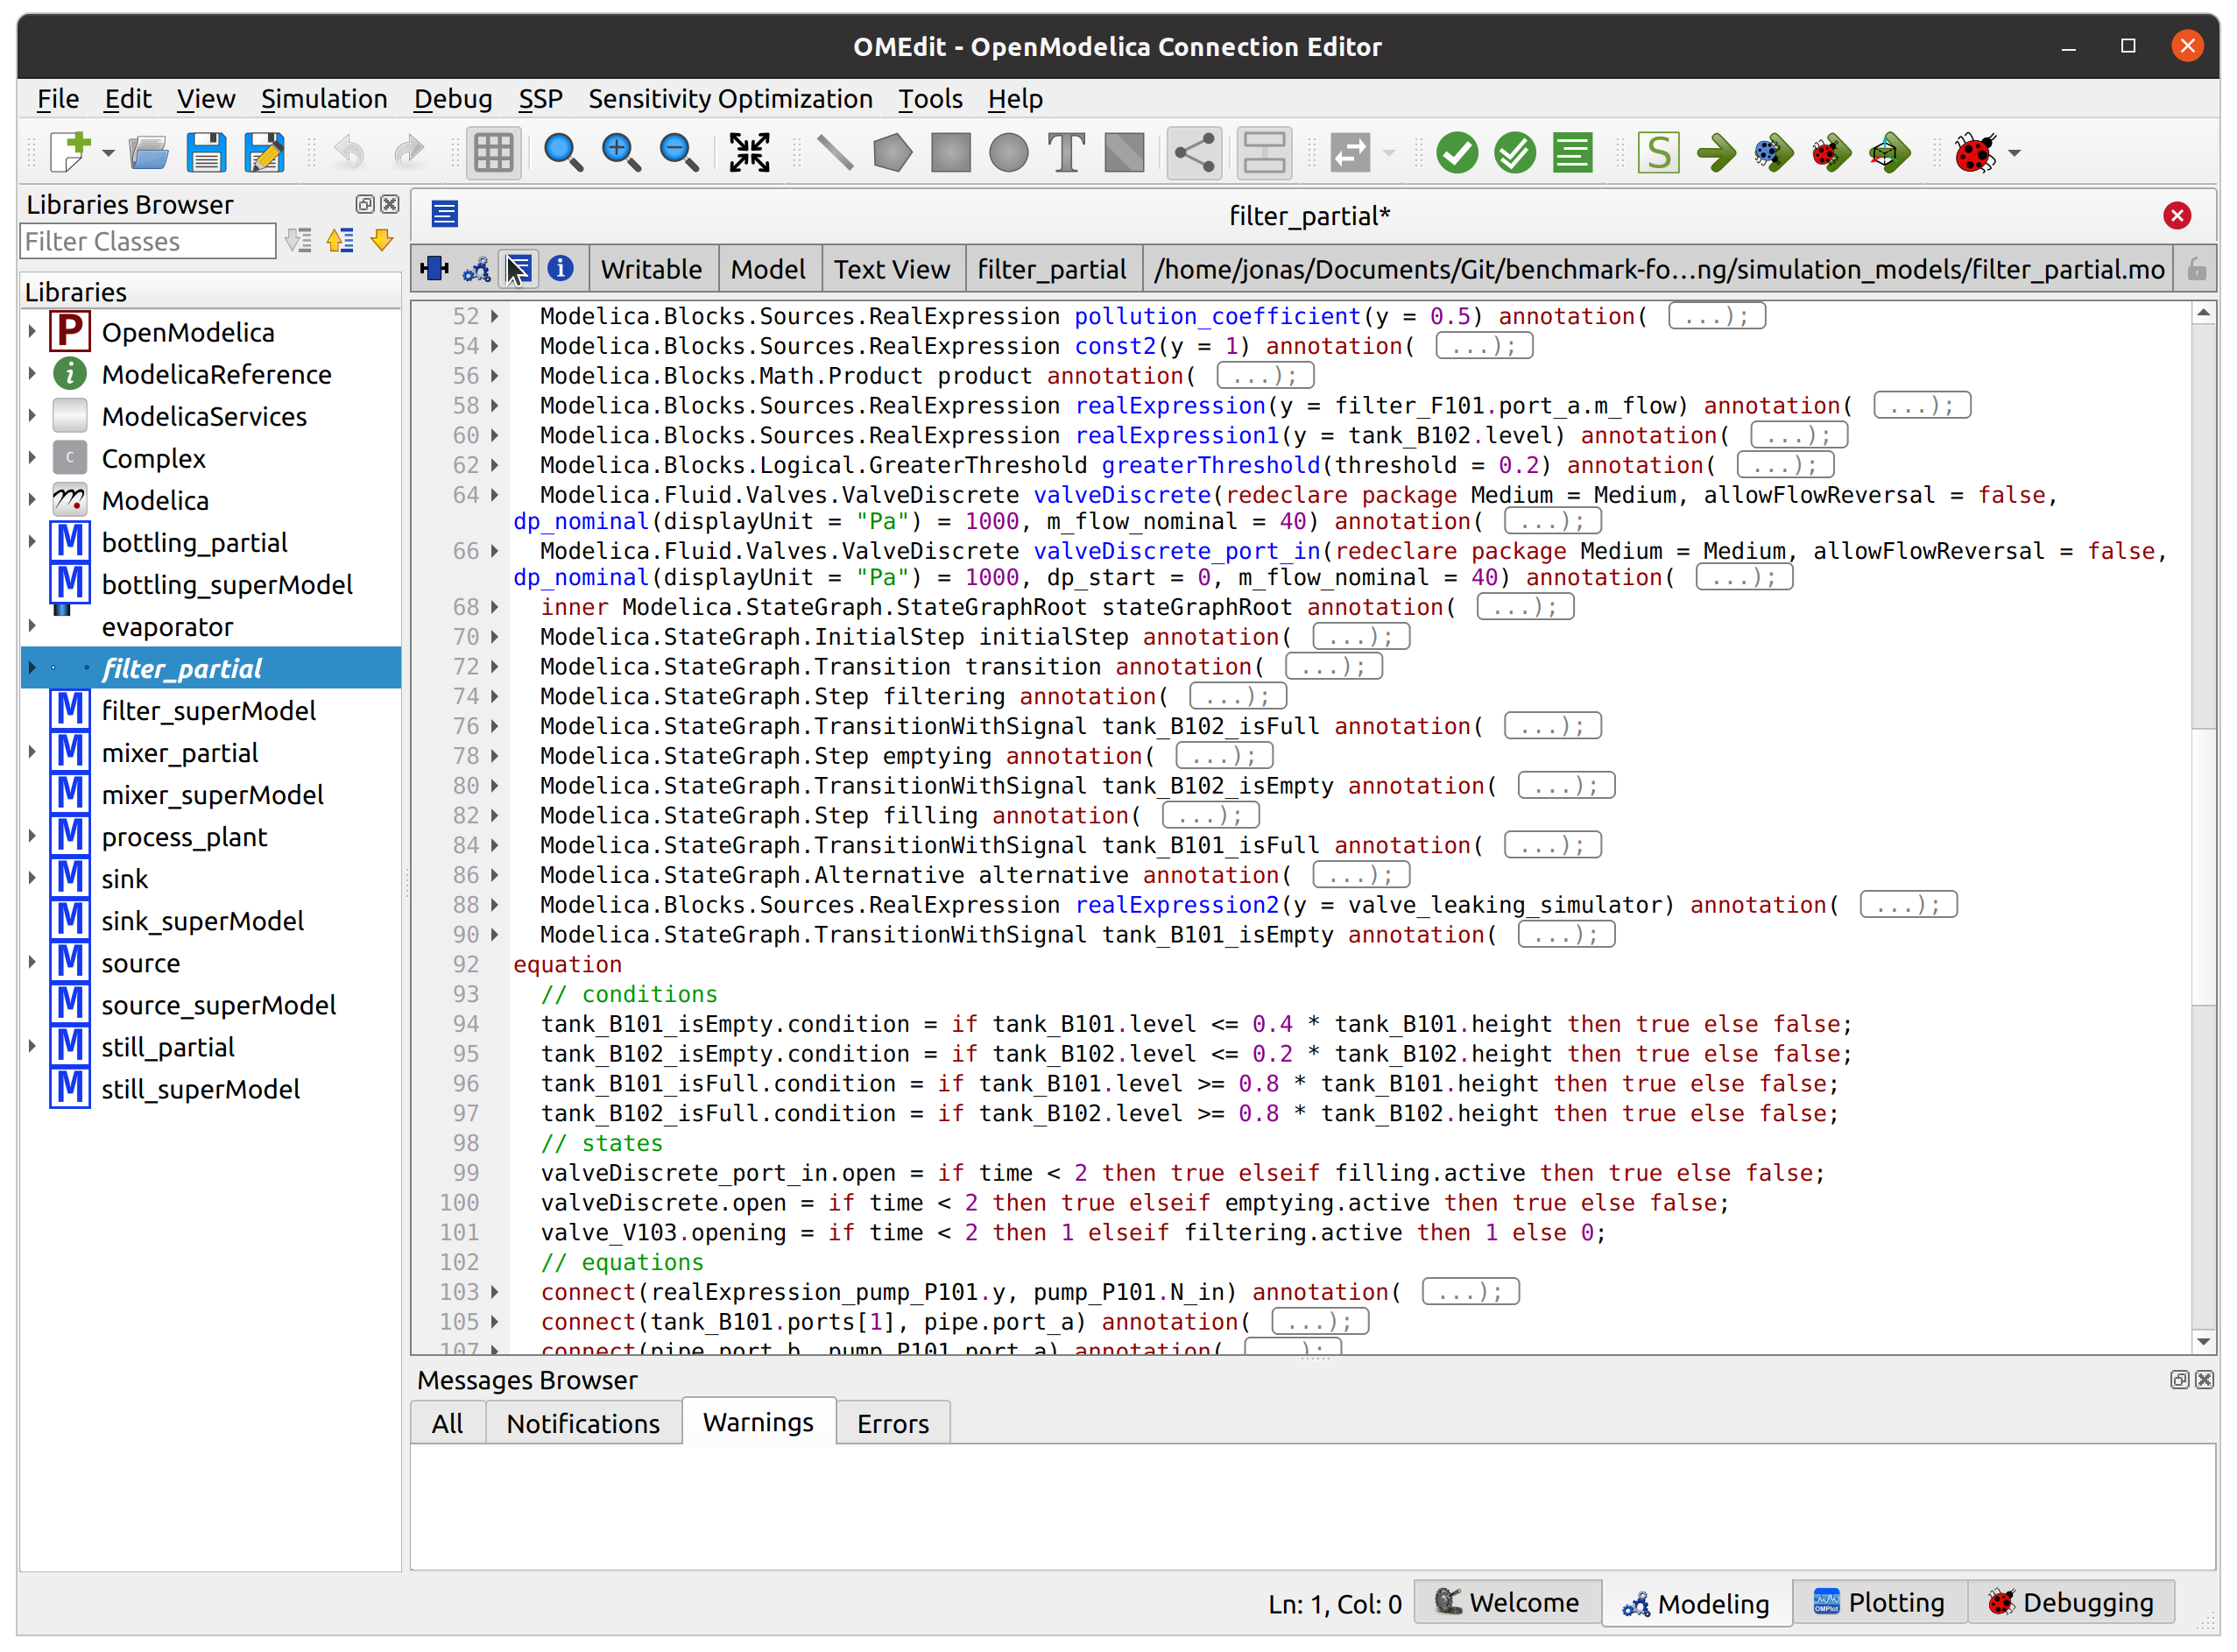 OMEdit - OpenModelica Connection Editor
File Edit View Simulation Debug SSP Sensitivity Optimization Tools Help
Libraries Browser
Filter Classes
Libraries
P OpenModelica
i ModelicaReference
ModelicaServices
C Complex
m Modelica
M bottling_partial
M bottling_superModel
evaporator
filter_partial
M filter_superModel
M mixer_partial
M mixer_superModel
M process_plant
M sink
M sink_superModel
M source
M source_superModel
M still_partial
M still_superModel
filter_partial*
Writable Model Text View filter_partial /home/jonas/Documents/Git/benchmark-fo...ng/simulation_models/filter_partial.mo
52 Modelica.Blocks.Sources.RealExpression pollution_coefficient(y = 0.5) annotation( ...);
54 Modelica.Blocks.Sources.RealExpression const2(y = 1) annotation( ...);
56 Modelica.Blocks.Math.Product product annotation( ...);
58 Modelica.Blocks.Sources.RealExpression realExpression(y = filter_F101.port_a.m_flow) annotation( ...);
60 Modelica.Blocks.Sources.RealExpression realExpression1(y = tank_B102.level) annotation( ...);
62 Modelica.Blocks.Logical.GreaterThreshold greaterThreshold(threshold = 0.2) annotation( ...);
64 Modelica.Fluid.Valves.ValveDiscrete valveDiscrete(redeclare package Medium = Medium, allowFlowReversal = false,
dp_nominal(displayUnit = "Pa") = 1000, m_flow_nominal = 40) annotation( ...);
66 Modelica.Fluid.Valves.ValveDiscrete valveDiscrete_port_in(redeclare package Medium = Medium, allowFlowReversal = false,
dp_nominal(displayUnit = "Pa") = 1000, dp_start = 0, m_flow_nominal = 40) annotation( ...);
68 inner Modelica.StateGraph.StateGraphRoot stateGraphRoot annotation( ...);
70 Modelica.StateGraph.InitialStep initialStep annotation( ...);
72 Modelica.StateGraph.Transition transition annotation( ...);
74 Modelica.StateGraph.Step filtering annotation( ...);
76 Modelica.StateGraph.TransitionWithSignal tank_B102_isFull annotation( ...);
78 Modelica.StateGraph.Step emptying annotation( ...);
80 Modelica.StateGraph.TransitionWithSignal tank_B102_isEmpty annotation( ...);
82 Modelica.StateGraph.Step filling annotation( ...);
84 Modelica.StateGraph.TransitionWithSignal tank_B101_isFull annotation( ...);
86 Modelica.StateGraph.Alternative alternative annotation( ...);
88 Modelica.Blocks.Sources.RealExpression realExpression2(y = valve_leaking_simulator) annotation( ...);
90 Modelica.StateGraph.TransitionWithSignal tank_B101_isEmpty annotation( ...);
92 equation
93 // conditions
94 tank_B101_isEmpty.condition = if tank_B101.level <= 0.4 * tank_B101.height then true else false;
95 tank_B102_isEmpty.condition = if tank_B102.level <= 0.2 * tank_B102.height then true else false;
96 tank_B101_isFull.condition = if tank_B101.level >= 0.8 * tank_B101.height then true else false;
97 tank_B102_isFull.condition = if tank_B102.level >= 0.8 * tank_B102.height then true else false;
98 // states
99 valveDiscrete_port_in.open = if time < 2 then true elseif filling.active then true else false;
100 valveDiscrete.open = if time < 2 then true elseif emptying.active then true else false;
101 valve_V103.opening = if time < 2 then 1 elseif filtering.active then 1 else 0;
102 // equations
103 connect(realExpression_pump_P101.y, pump_P101.N_in) annotation( ...);
105 connect(tank_B101.ports[1], pipe.port_a) annotation( ...);
107 connect(pipe.port_b, pump_P101.port_a) annotation( ...);
Messages Browser
All Notifications Warnings Errors
Ln: 1, Col: 0 Welcome Modeling Plotting Debugging